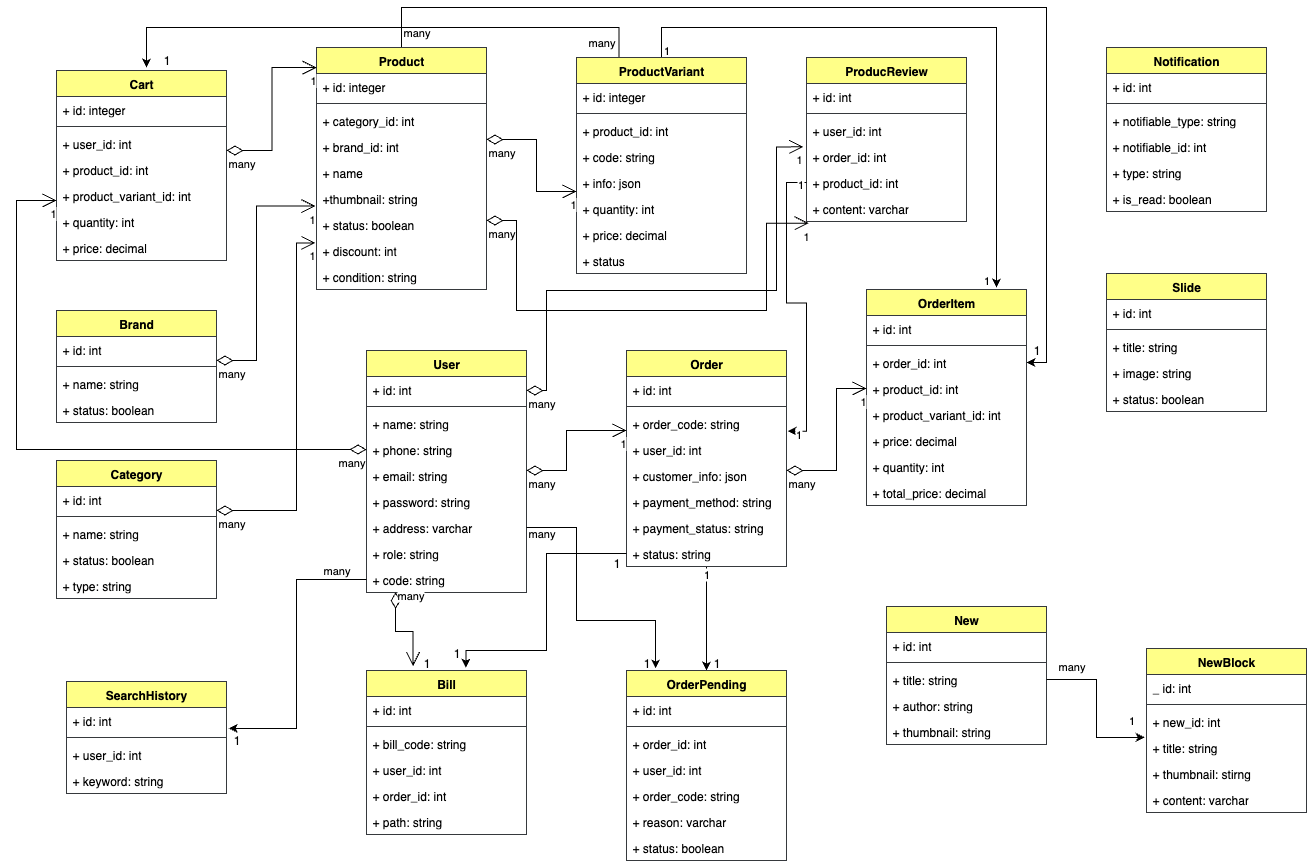 many
1
many
1
Cart
+ id: integer
+ user_id: int
+ product_id: int
+ product_variant_id: int
+ quantity: int
+ price: decimal
many
1
1
Product
+ id: integer
+ category_id: int
+ brand_id: int
+ name
+thumbnail: string
+ status: boolean
+ discount: int
+ condition: string
1
1
many
many
ProductVariant
+ id: integer
+ product_id: int
+ code: string
+ info: json
+ quantity: int
+ price: decimal
+ status
1
ProducReview
+ id: int
+ user_id: int
+ order_id: int
+ product_id: int
+ content: varchar
1
1
1
Notification
+ id: int
+ notifiable_type: string
+ notifiable_id: int
+ type: string
+ is_read: boolean
Slide
+ id: int
+ title: string
+ image: string
+ status: boolean
1
1
OrderItem
+ id: int
+ order_id: int
+ product_id: int
+ product_variant_id: int
+ price: decimal
+ quantity: int
+ total_price: decimal
Brand
+ id: int
+ name: string
+ status: boolean
many
Category
+ id: int
+ name: string
+ status: boolean
+ type: string
many
many
User
+ id: int
+ name: string
+ phone: string
+ email: string
+ password: string
+ address: varchar
+ role: string
+ code: string
many
many
many
many
many
1
Order
+ id: int
+ order_code: string
+ user_id: int
+ customer_info: json
+ payment_method: string
+ payment_status: string
+ status: string
1
many
1
1
1
SearchHistory
+ id: int
+ user_id: int
+ keyword: string
1
1
1
Bill
+ id: int
+ bill_code: string
+ user_id: int
+ order_id: int
+ path: string
1
1
OrderPending
+ id: int
+ order_id: int
+ user_id: int
+ order_code: string
+ reason: varchar
+ status: boolean
New
+ id: int
+ title: string
+ author: string
+ thumbnail: string
many
1
NewBlock
_ id: int
+ new_id: int
+ title: string
+ thumbnail: stirng
+ content: varchar